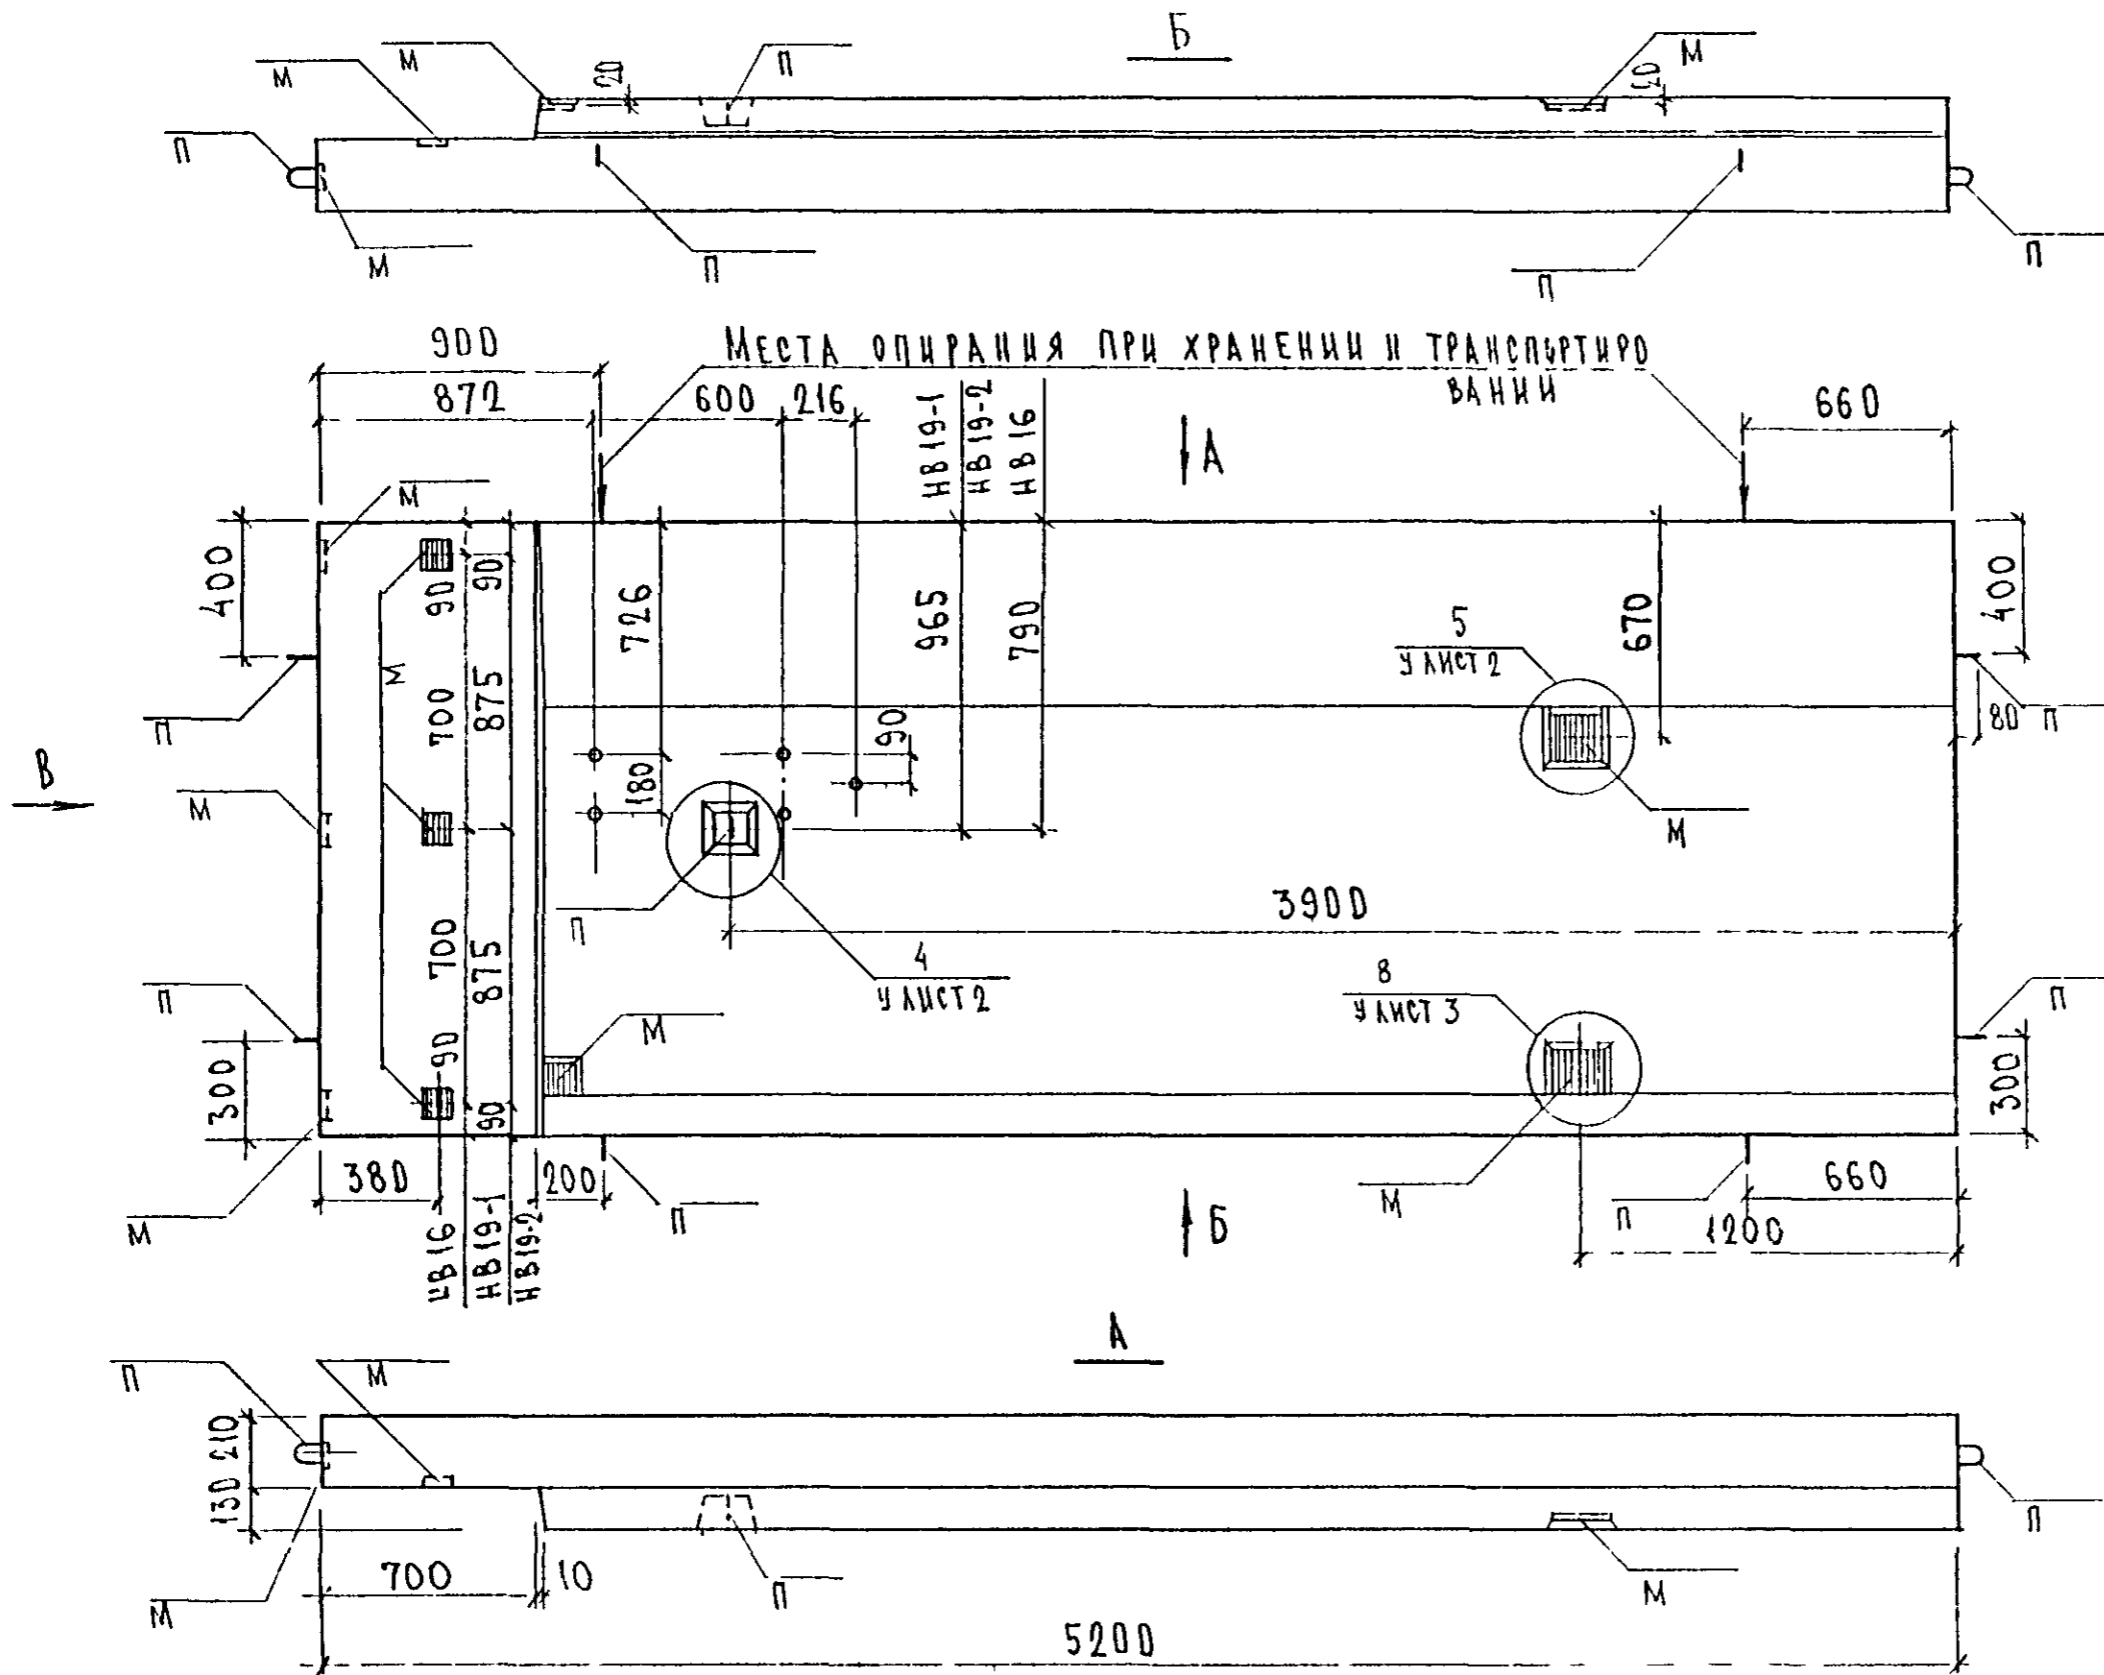 Б
М
М
20
П
20
М
П
М
П
П
П
900
МЕСТА ОПИРАНИЯ ПРИ ХРАНЕНИИ И ТРАНСПОРТИРО
ВАНИИ
872
600
216
НВ19-1
НВ19-2
НВ16
660
А
М
400
90
90
726
965
790
5
У ЛИСТ 2
670
400
М
700
875
П
90
80
П
В
М
180
М
П
3900
700
875
4
У ЛИСТ 2
8
У ЛИСТ 3
П
П
М
300
90
90
300
380
200
М
660
М
П
П
1200
Б
НВ16
НВ19-1
НВ19-2
А
П
М
210
130
П
700
10
П
М
М
5200